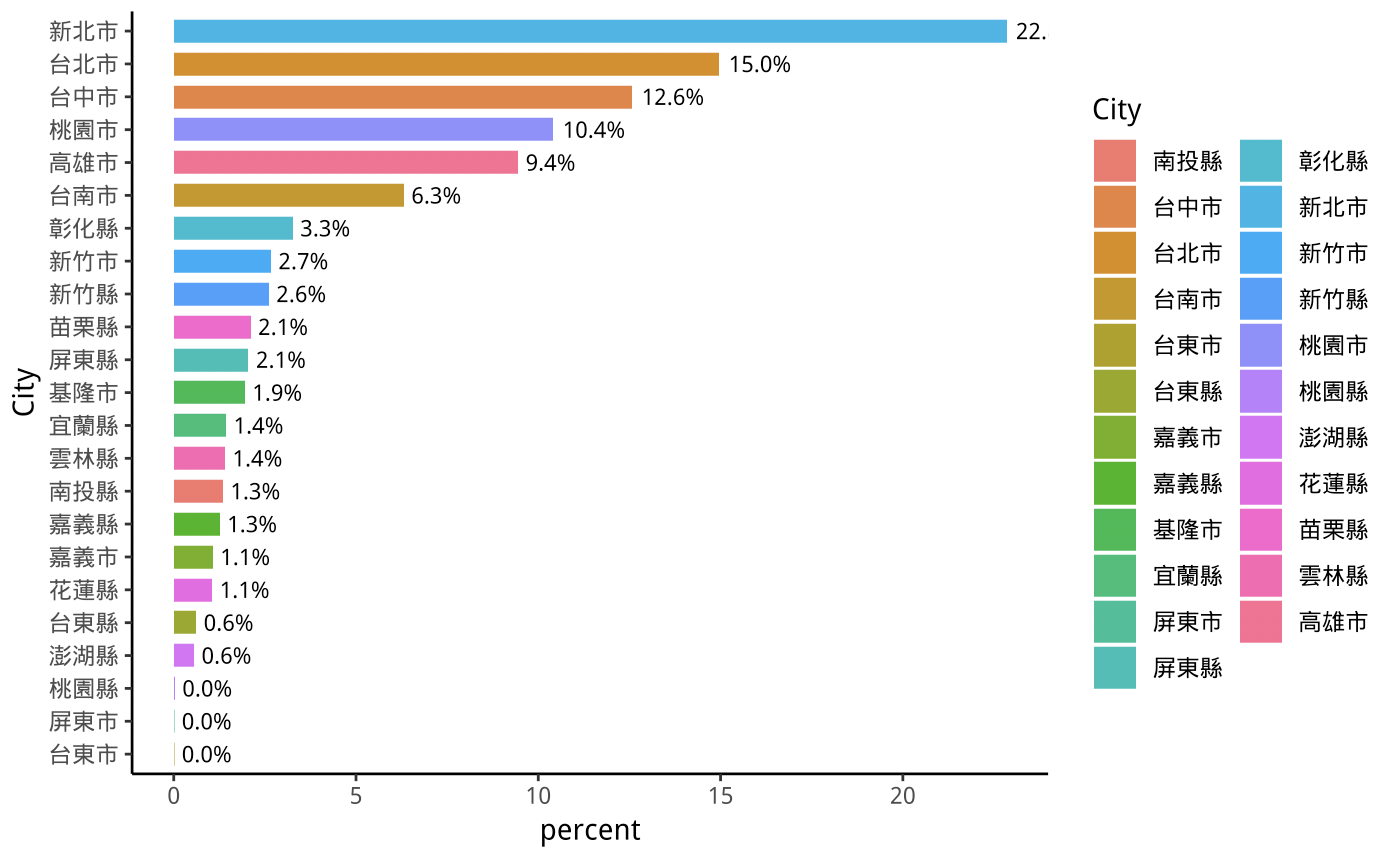 新北市 22.
台北市 15.0%
台中市 12.6%
桃園市 10.4%
高雄市 9.4%
台南市 6.3%
彰化縣 3.3%
新竹市 2.7%
新竹縣 2.6%
苗栗縣 2.1%
屏東縣 2.1%
基隆市 1.9%
宜蘭縣 1.4%
雲林縣 1.4%
南投縣 1.3%
嘉義縣 1.3%
嘉義市 1.1%
花蓮縣 1.1%
台東縣 0.6%
澎湖縣 0.6%
桃園縣 0.0%
屏東市 0.0%
台東市 0.0%
City
0 5 10 15 20
percent
City
南投縣 彰化縣
台中市 新北市
台北市 新竹市
台南市 新竹縣
台東市 桃園市
台東縣 桃園縣
嘉義市 澎湖縣
嘉義縣 花蓮縣
基隆市 苗栗縣
宜蘭縣 雲林縣
屏東市 高雄市
屏東縣